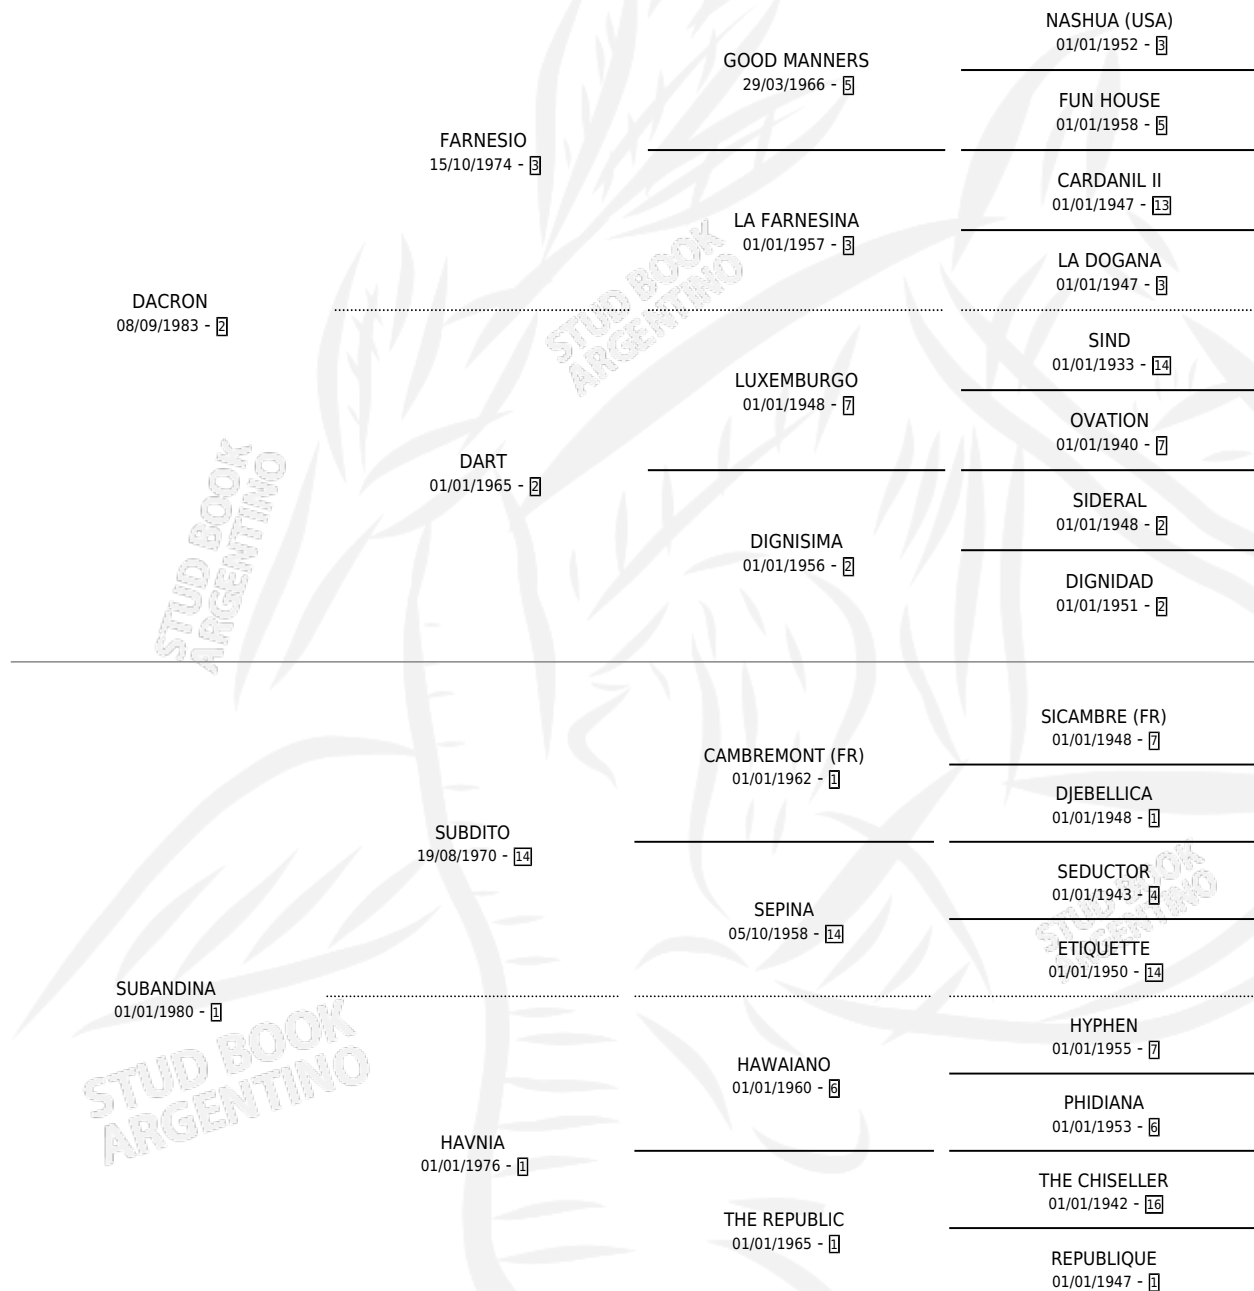 NASHUA (USA)
01/01/1952 - 3
GOOD MANNERS
29/03/1966 - 5
FUN HOUSE
01/01/1958 - 5
FARNESIO
15/10/1974 - 3
CARDANIL II
01/01/1947 - 13
LA FARNESINA
01/01/1957 - 3
LA DOGANA
01/01/1947 - 3
DACRON
08/09/1983 - 2
SIND
01/01/1933 - 14
LUXEMBURGO
01/01/1948 - 7
OVATION
01/01/1940 - 7
DART
01/01/1965 - 2
SIDERAL
01/01/1948 - 2
DIGNISIMA
01/01/1956 - 2
DIGNIDAD
01/01/1951 - 2
SICAMBRE (FR)
01/01/1948 - 7
CAMBREMONT (FR)
01/01/1962 - 1
DJEBELLICA
01/01/1948 - 1
SUBDITO
19/08/1970 - 14
SEDUCTOR
01/01/1943 - 4
SEPINA
05/10/1958 - 14
ETIQUETTE
01/01/1950 - 14
SUBANDINA
01/01/1980 - 1
HYPHEN
01/01/1955 - 7
HAWAIANO
01/01/1960 - 6
PHIDIANA
01/01/1953 - 6
HAVNIA
01/01/1976 - 1
THE CHISELLER
01/01/1942 - 16
THE REPUBLIC
01/01/1965 - 1
REPUBLIQUE
01/01/1947 - 1
STUD BOOK
ARGENTINO
STUD BOOK
ARGENTINO
STUD BOOK
ARGENTINO
STUD BOOK
ARGENTINO